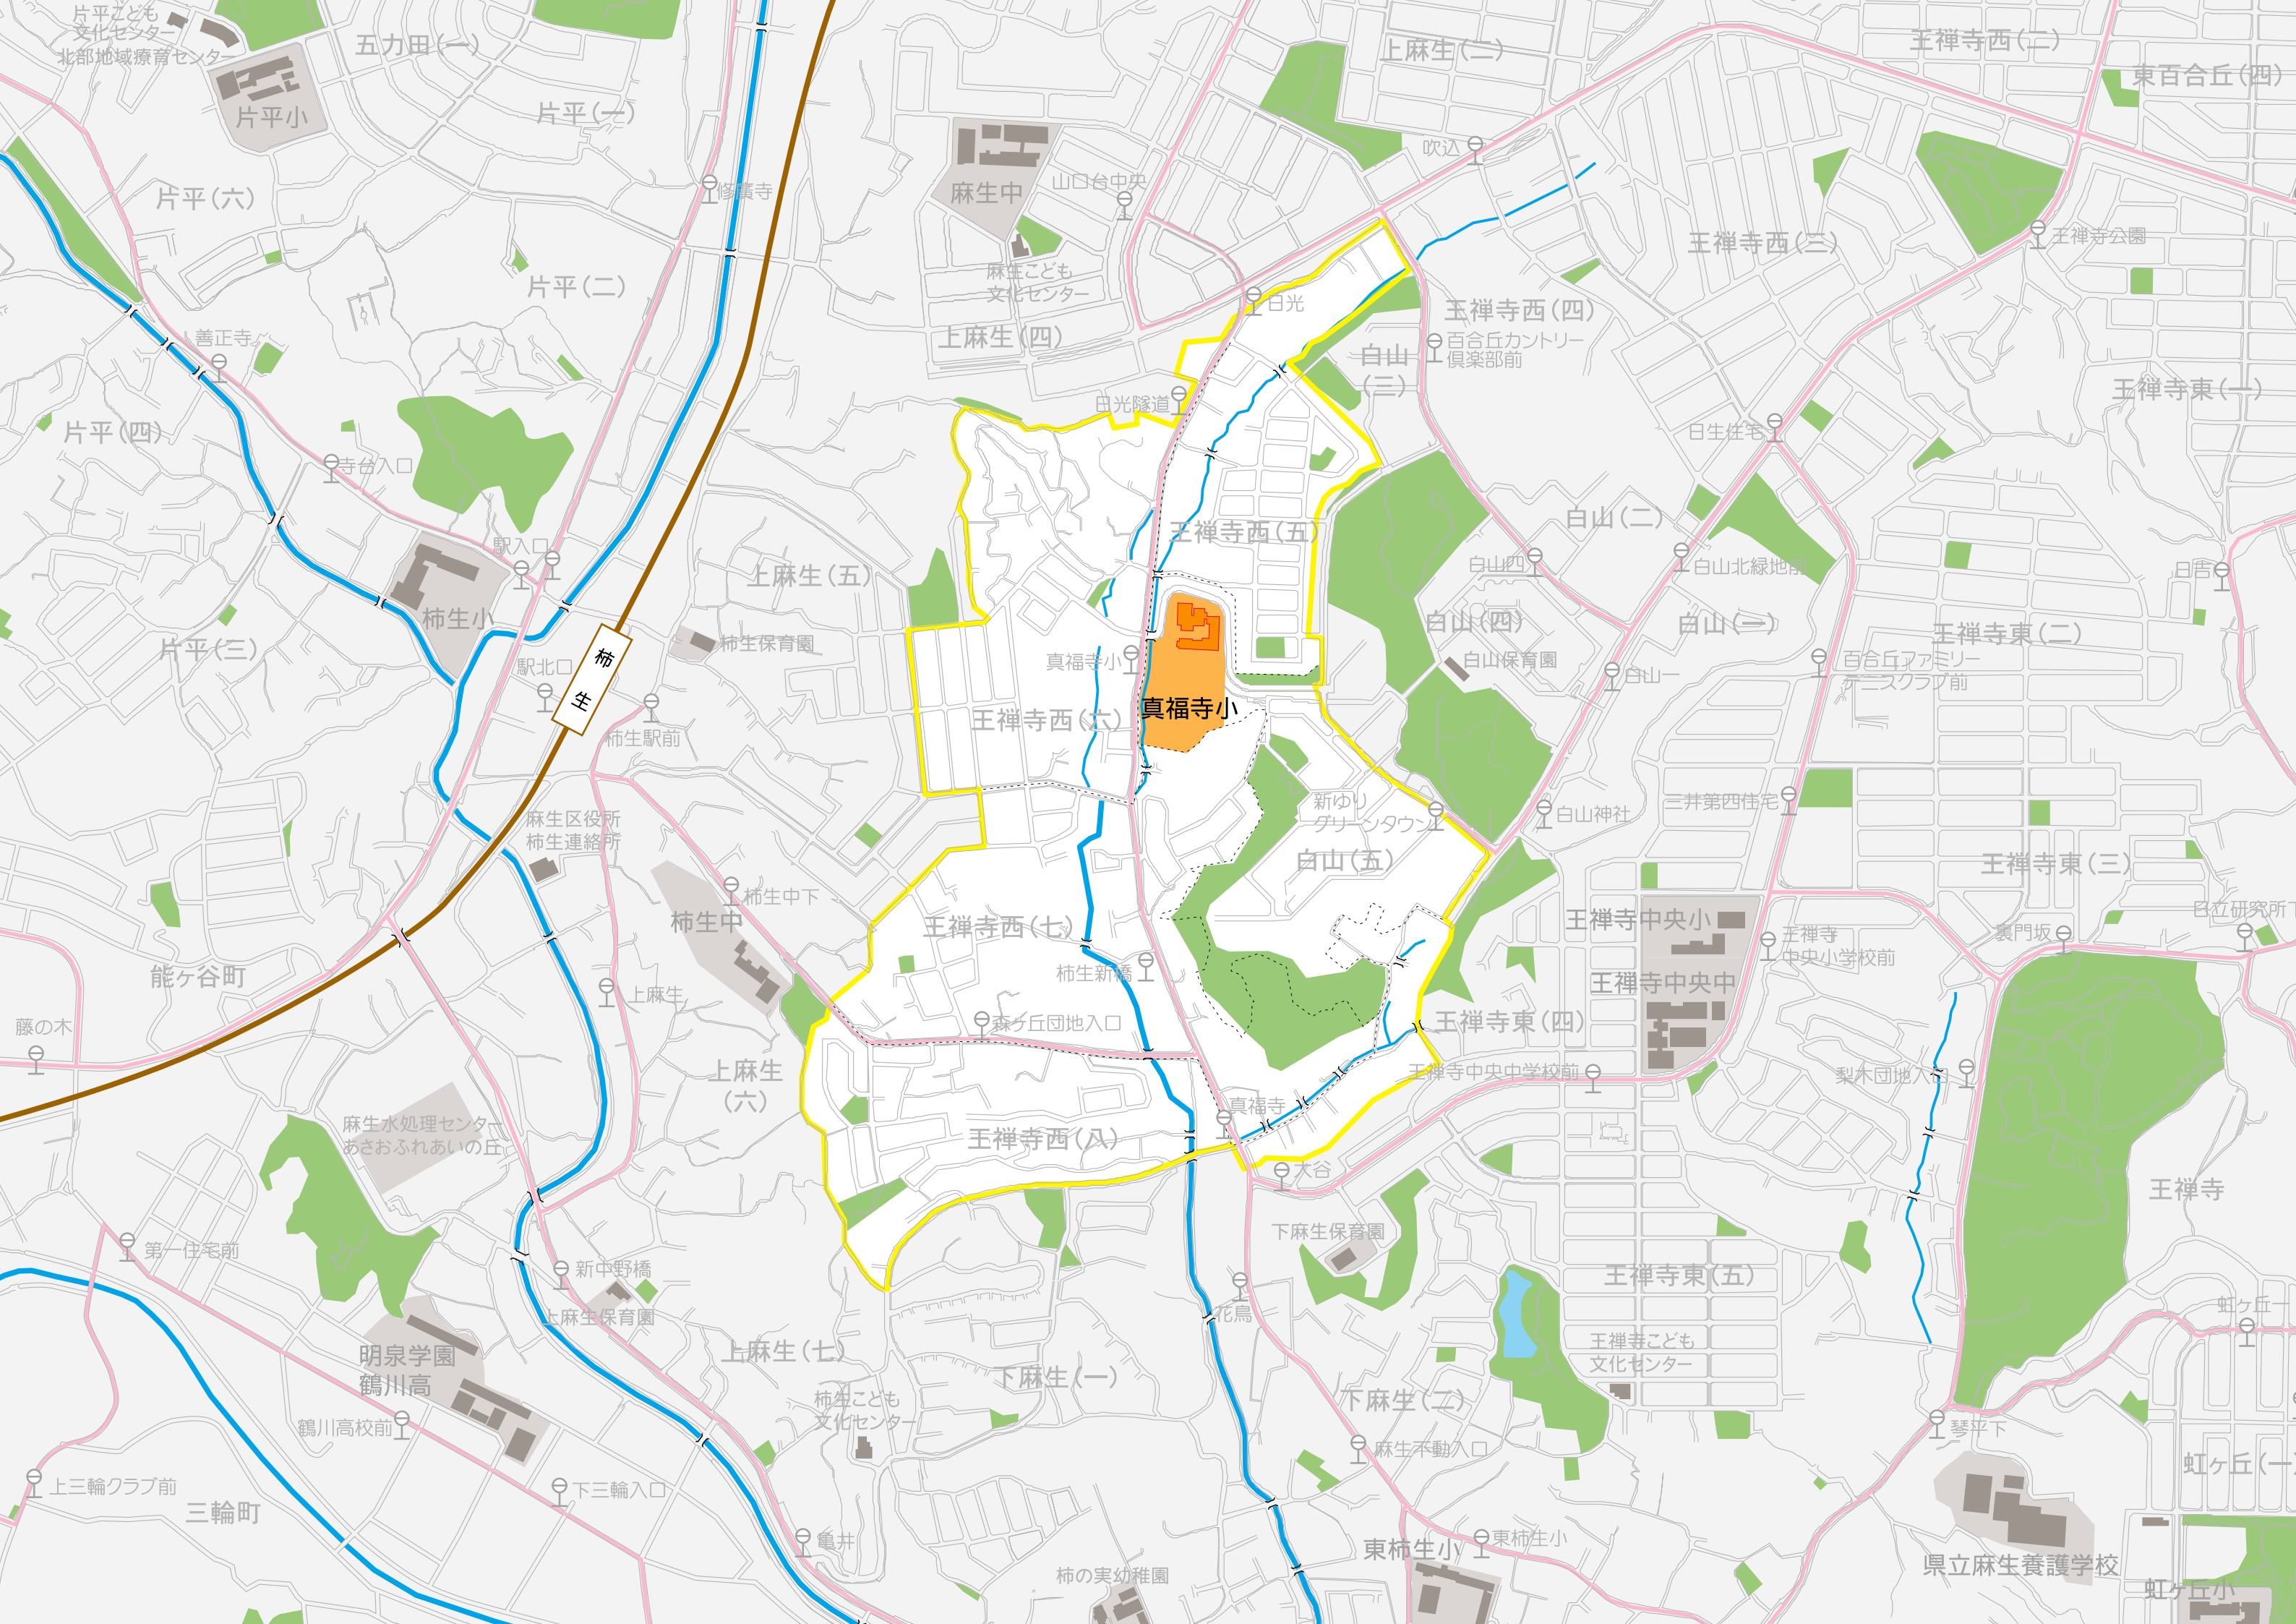 片平こども
文化センター
北部地域療育センター
五力田(一)
片平小
片平(一)
上麻生(二)
王禅寺西(二)
東百合丘(四)
吹込
麻生中
山口台中央
片平(六)
修廣寺
王禅寺西(三)
王禅寺公園
麻生こども
文化センター
片平(二)
日光
王禅寺西(四)
善正寺
上麻生(四)
白山
(三)
百合丘カントリー
倶楽部前
王禅寺東(一)
日光隧道
片平(四)
寺台入口
日生住宅
王禅寺西(五)
白山(二)
駅入口
上麻生(五)
白山四
白山北緑地前
日吉
柿生小
白山(四)
白山(一)
王禅寺東(二)
片平(三)
柿生保育園
柿
生
駅北口
真福寺小
白山保育園
白山一
百合丘ファミリー
テニスクラブ前
王禅寺西(六)
真福寺小
柿生駅前
新ゆり
グリーンタウン
三井第四住宅
白山神社
麻生区役所
柿生連絡所
白山(五)
王禅寺東(三)
柿生中下
柿生中
王禅寺西(七)
王禅寺中央小
王禅寺
中央小学校前
裏門坂
日立研究所下
能ヶ谷町
上麻生
柿生新橋
王禅寺中央中
藤の木
森ヶ丘団地入口
王禅寺東(四)
上麻生
(六)
王禅寺中央中学校前
梨木団地入口
麻生水処理センター
あさおふれあいの丘
真福寺
王禅寺西(八)
大谷
王禅寺
第一住宅前
新中野橋
下麻生保育園
王禅寺東(五)
上麻生保育園
花鳥
虹ヶ丘一
明泉学園
鶴川高
上麻生(七)
下麻生(一)
王禅寺こども
文化センター
柿生こども
文化センター
下麻生(二)
鶴川高校前
麻生不動入口
琴平下
上三輪クラブ前
下三輪入口
虹ヶ丘(一)
三輪町
亀井
東柿生小
東柿生小
柿の実幼稚園
県立麻生養護学校
虹ヶ丘小